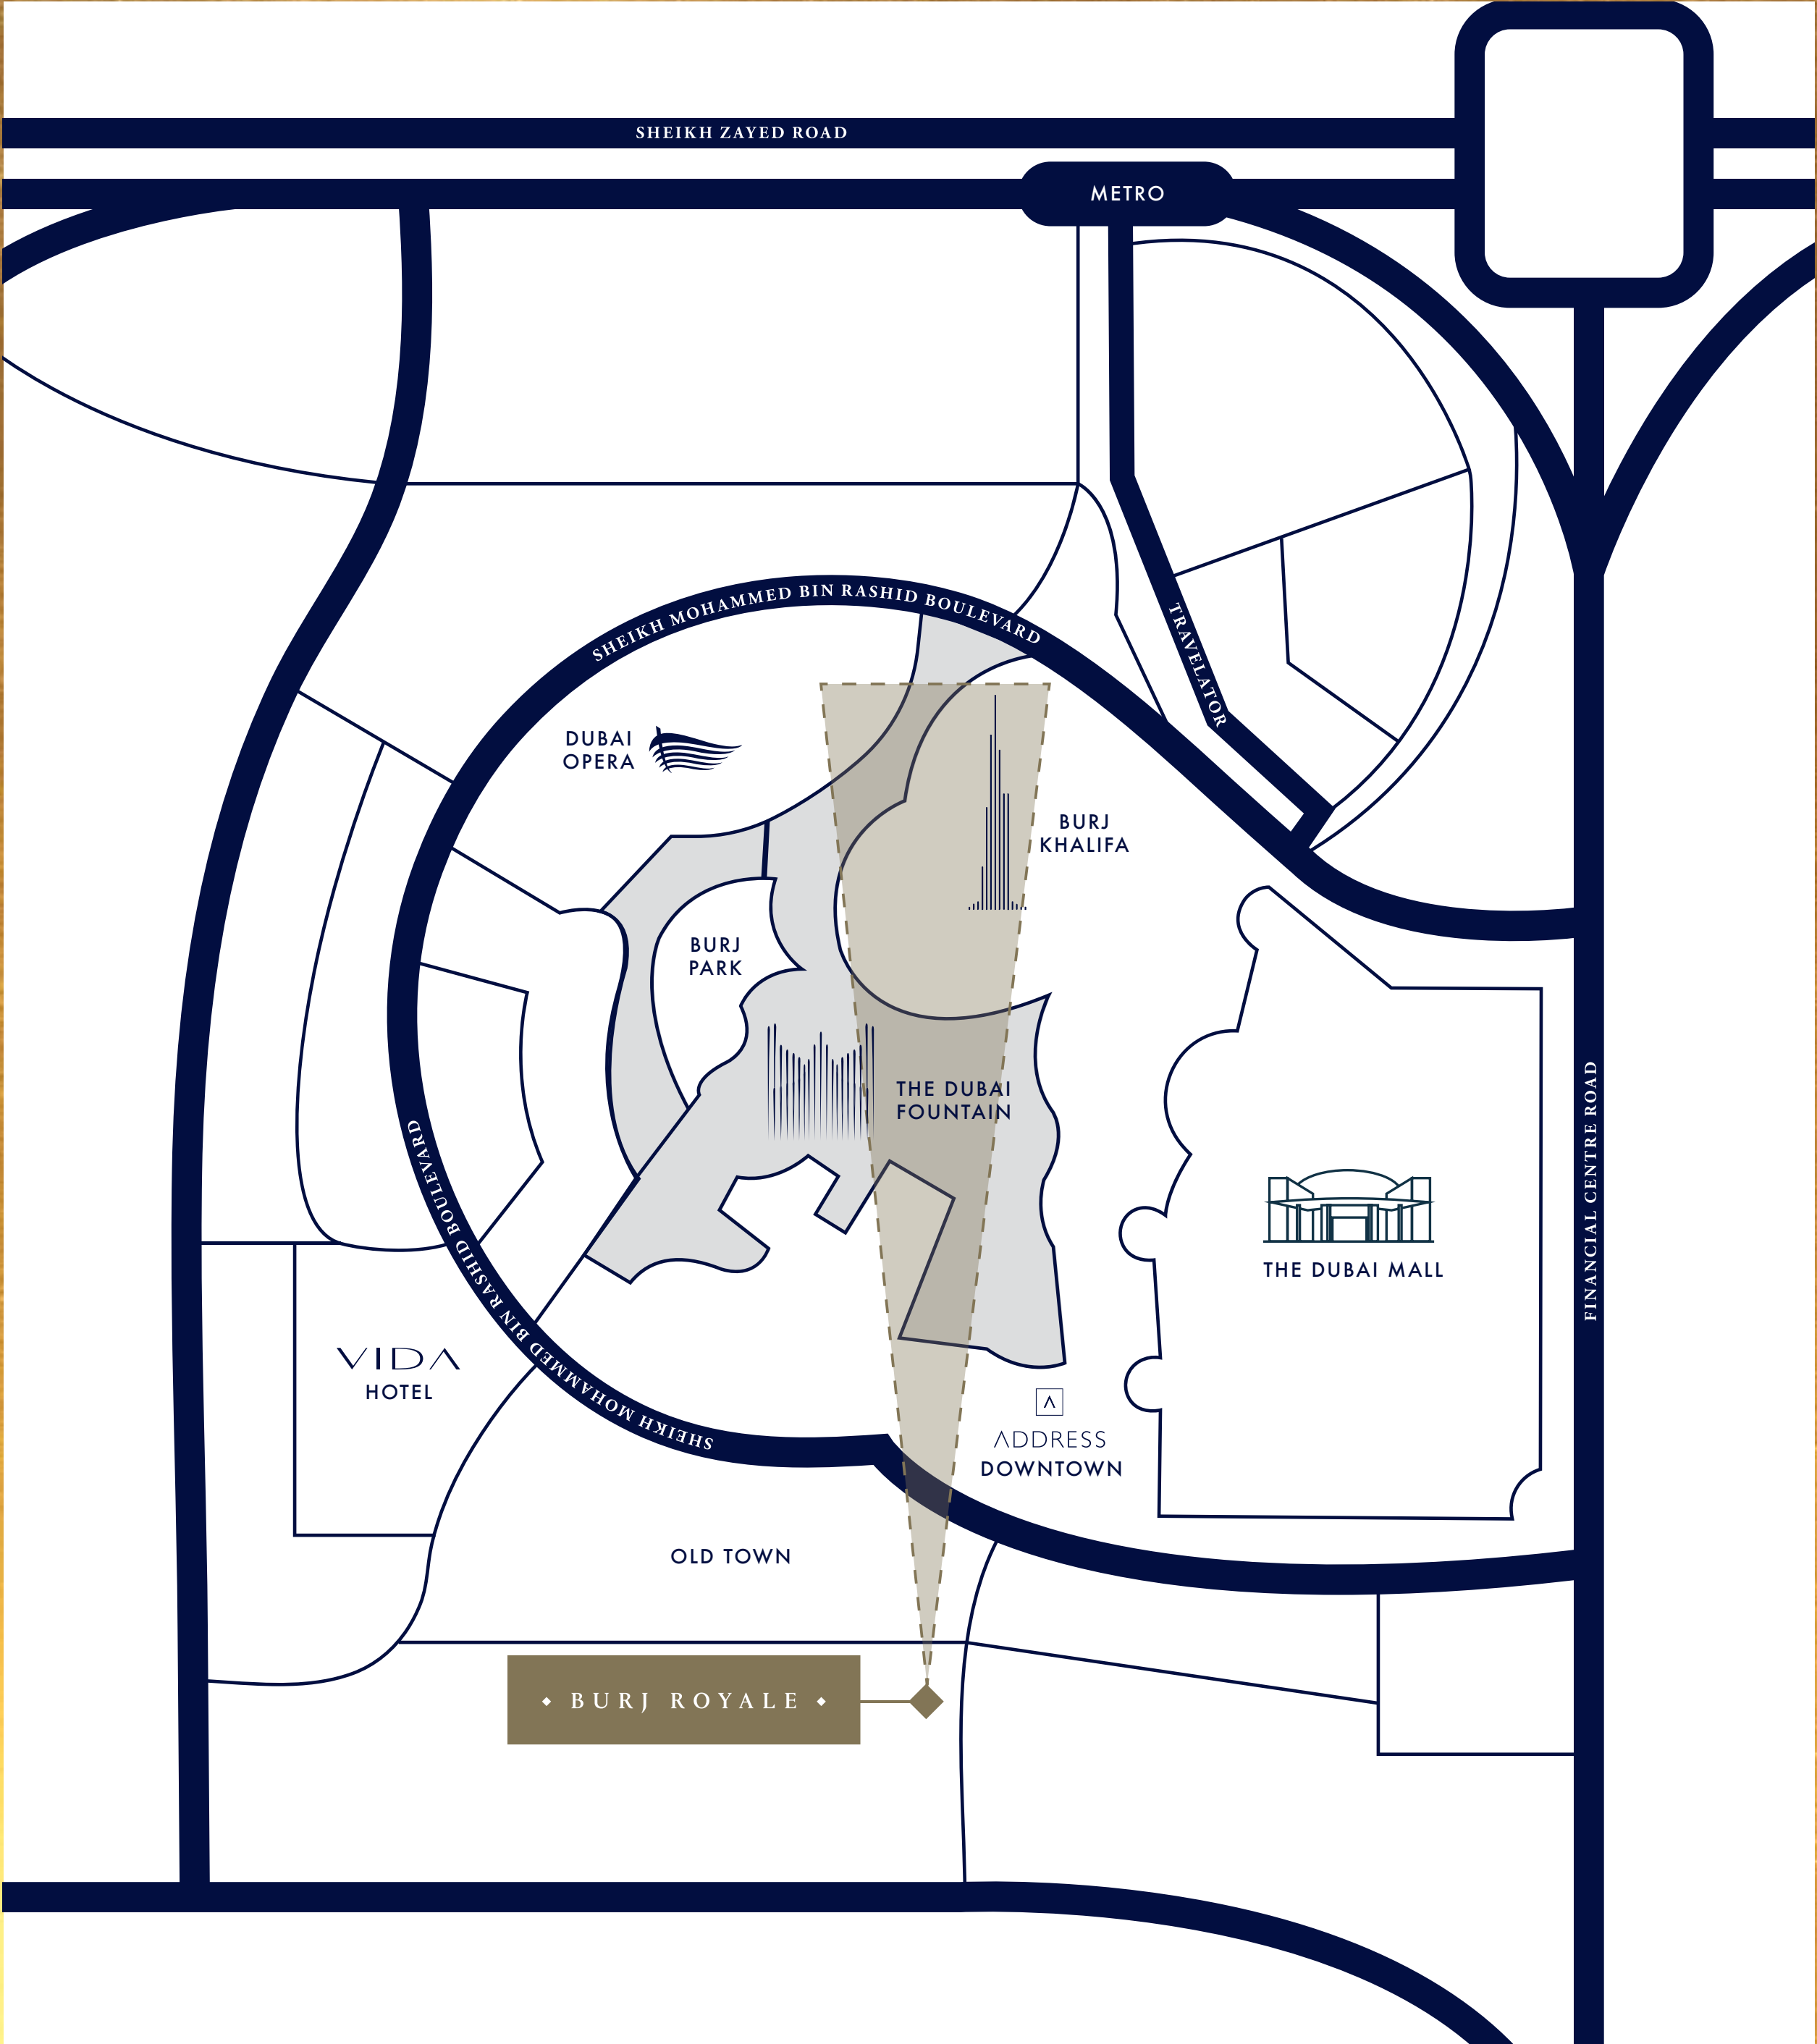 SHEIKH ZAYED ROAD
METRO
SHEIKH MOHAMMED BIN RASHID BOULEVARD
TRAVELATOR
DUBAI
OPERA
BURJ
KHALIFA
BURJ
PARK
THE DUBAI
FOUNTAIN
FINANCIAL CENTRE ROAD
SHEIKH MOHAMMED BIN RASHID BOULEVARD
THE DUBAI MALL
VIDA
HOTEL
ADDRESS
DOWNTOWN
OLD TOWN
BURJ ROYALE